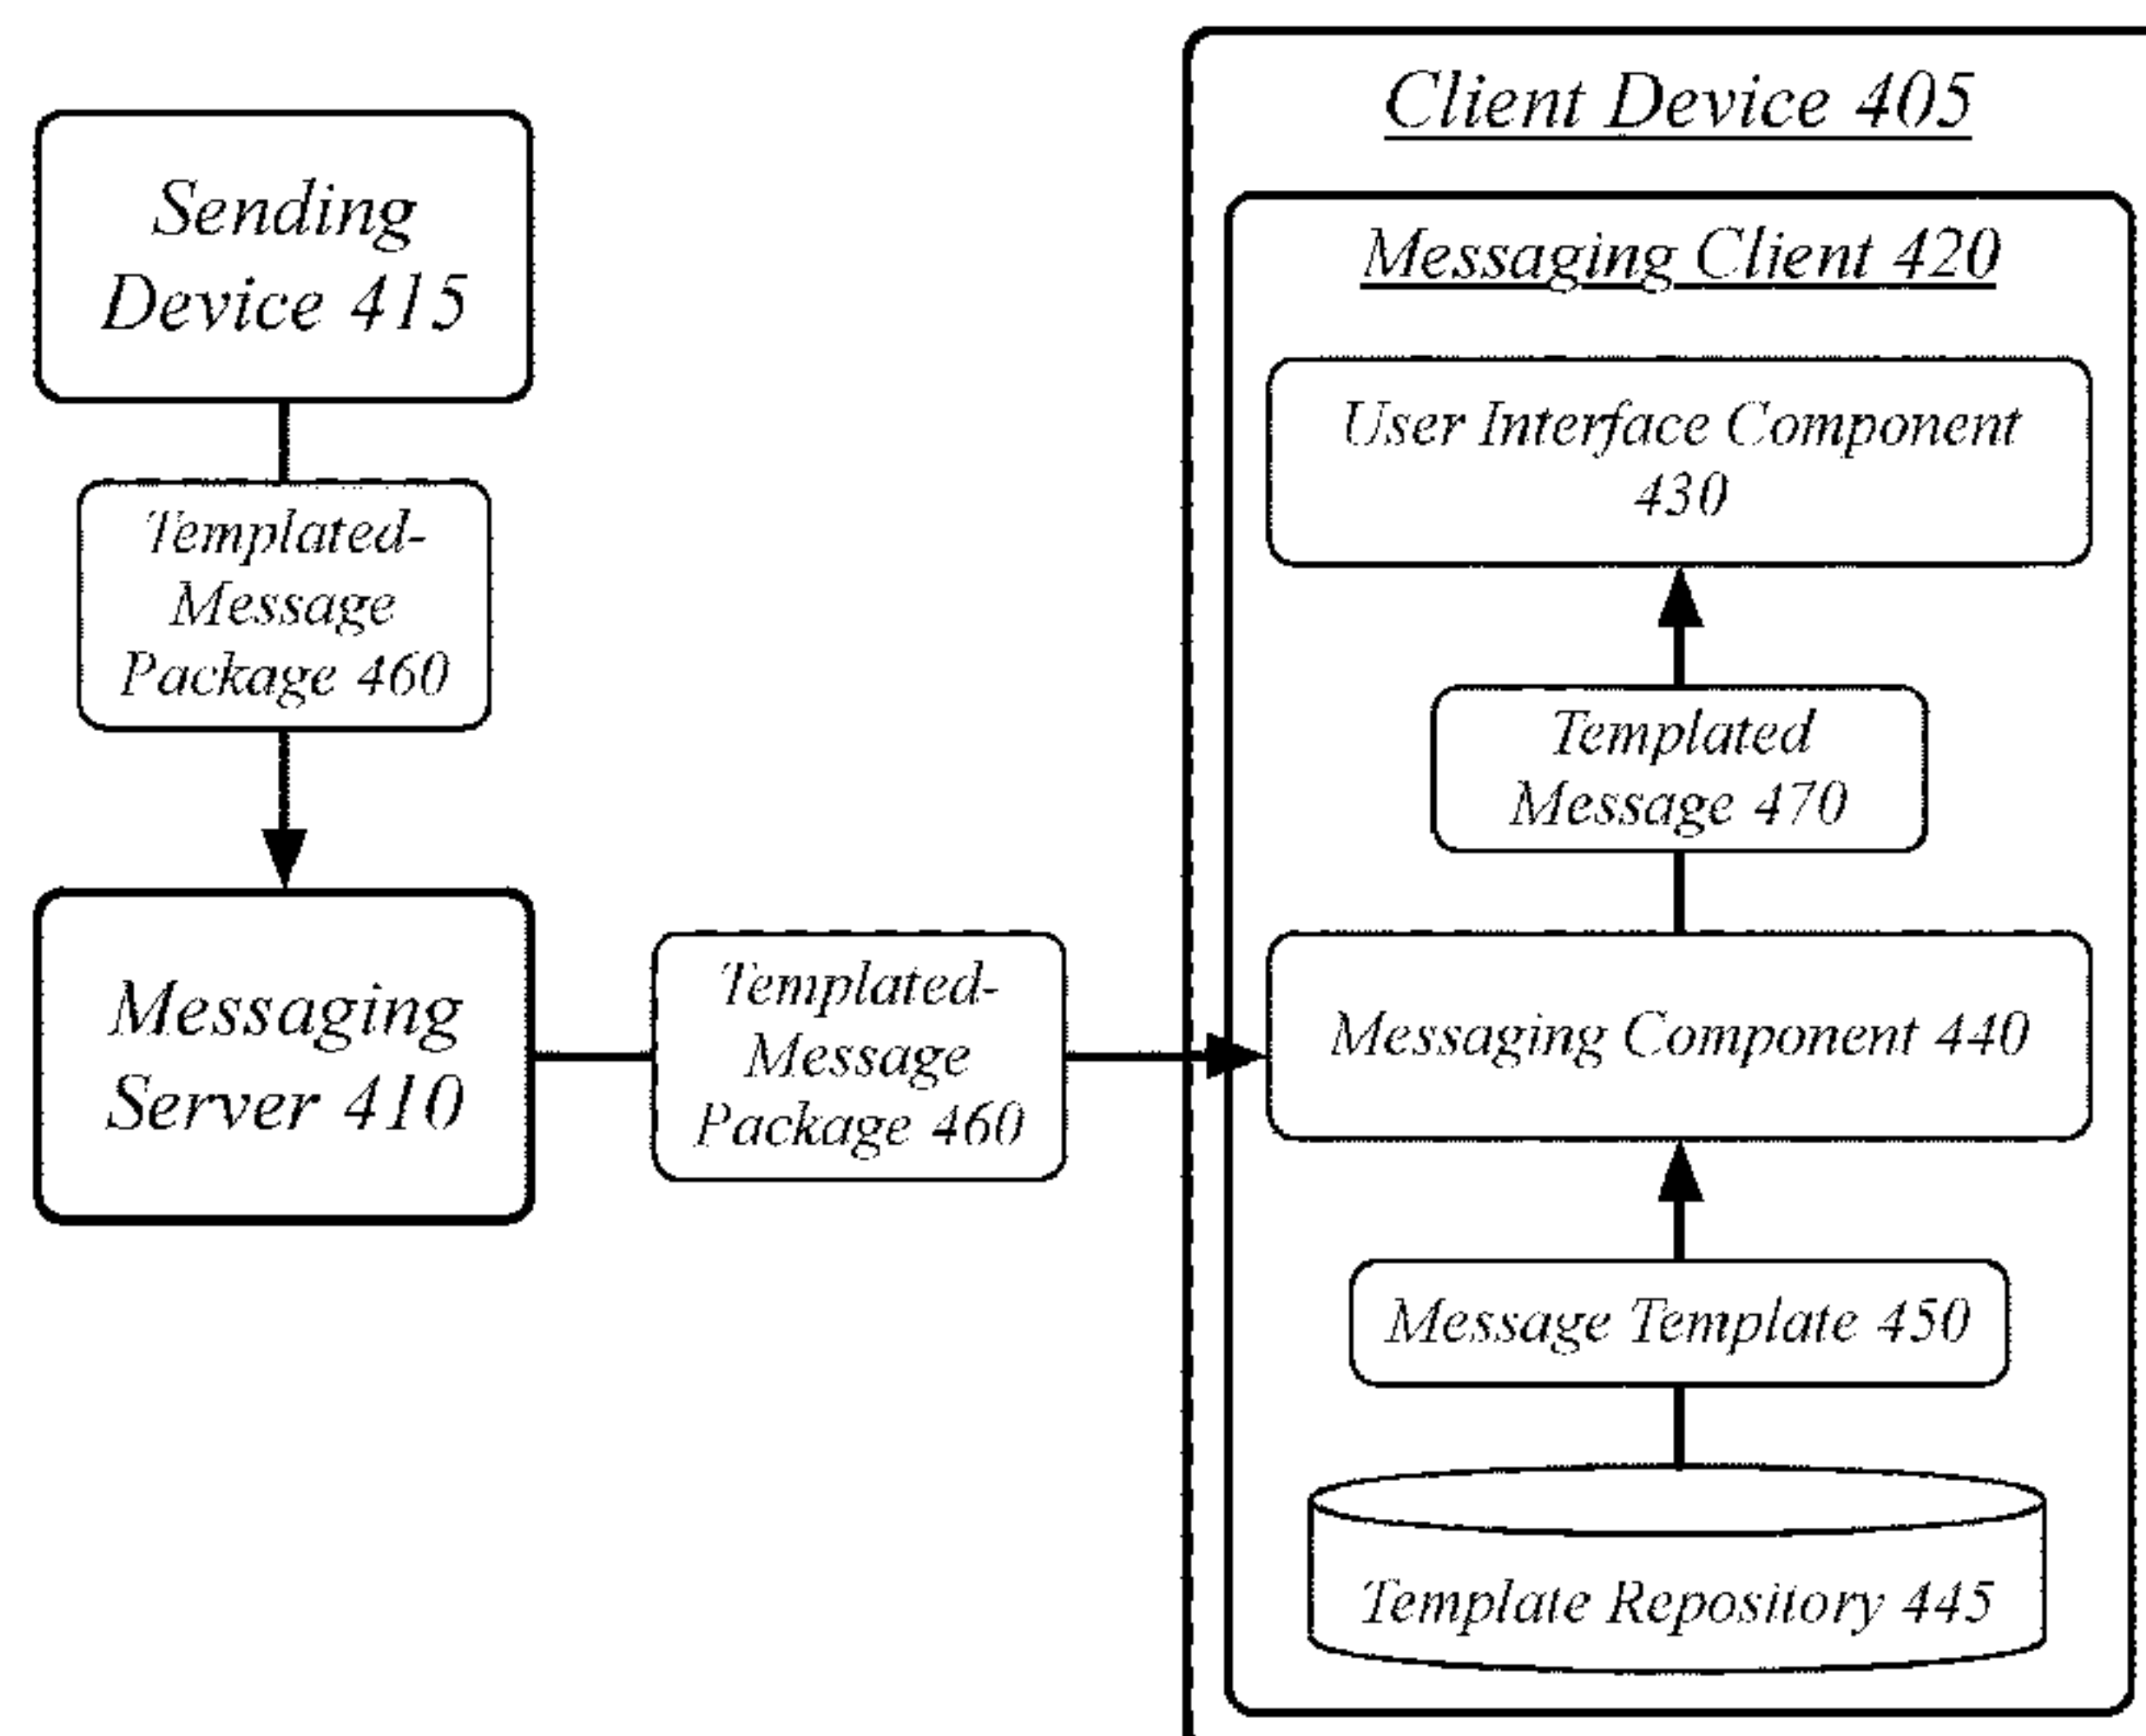 Client Device 405
Sending
Device 415
Messaging Client 420
User Interface Component
430
Templated-
Message
Package 460
Templated
Message 470
Messaging
Server 410
Templated-
Message
Package 460
Messaging Component 440
Message Template 450
Template Repository 445